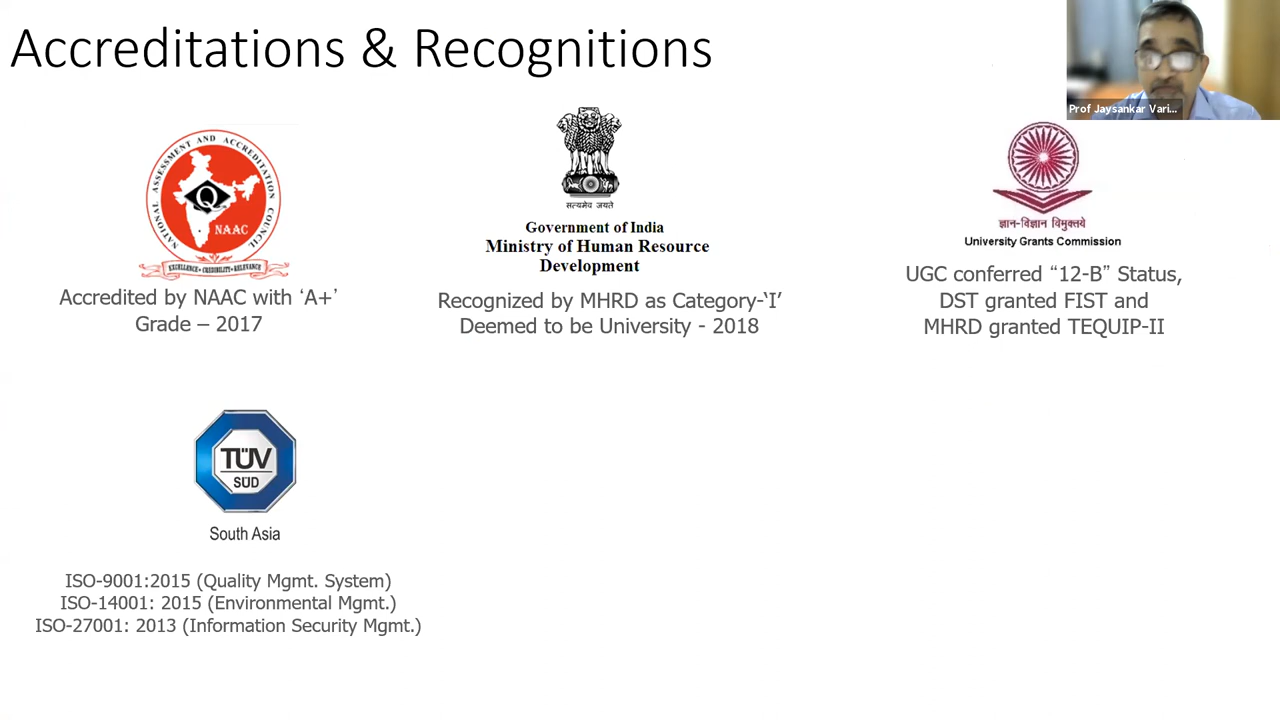 Accreditations & Recognitions
Prof Jaysankar Vari...
NATIONAL ASSESSMENT AND ACCREDITATION COUNCIL
Q
NAAC
EXCELLENCE • CREDIBILITY • RELEVANCE
Accredited by NAAC with ‘A+’
Grade – 2017
सत्यमेव जयते
Government of India
Ministry of Human Resource
Development
Recognized by MHRD as Category-‘I’
Deemed to be University - 2018
ज्ञान-विज्ञान विमुक्तये
University Grants Commission
UGC conferred “12-B” Status,
DST granted FIST and
MHRD granted TEQUIP-II
TÜV
SÜD
South Asia
ISO-9001:2015 (Quality Mgmt. System)
ISO-14001: 2015 (Environmental Mgmt.)
ISO-27001: 2013 (Information Security Mgmt.)